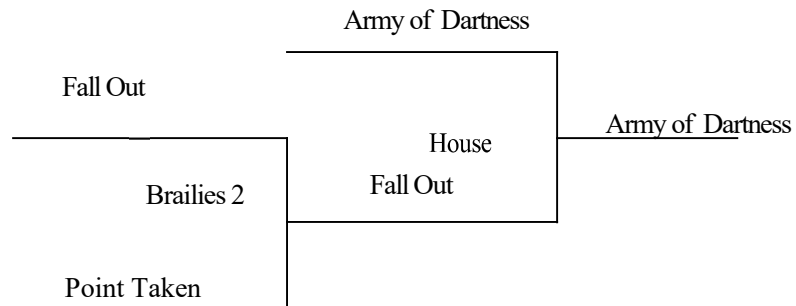 Army of Dartness
Fall Out
Army of Dartness
House
Fall Out
Brailies 2
Point Taken